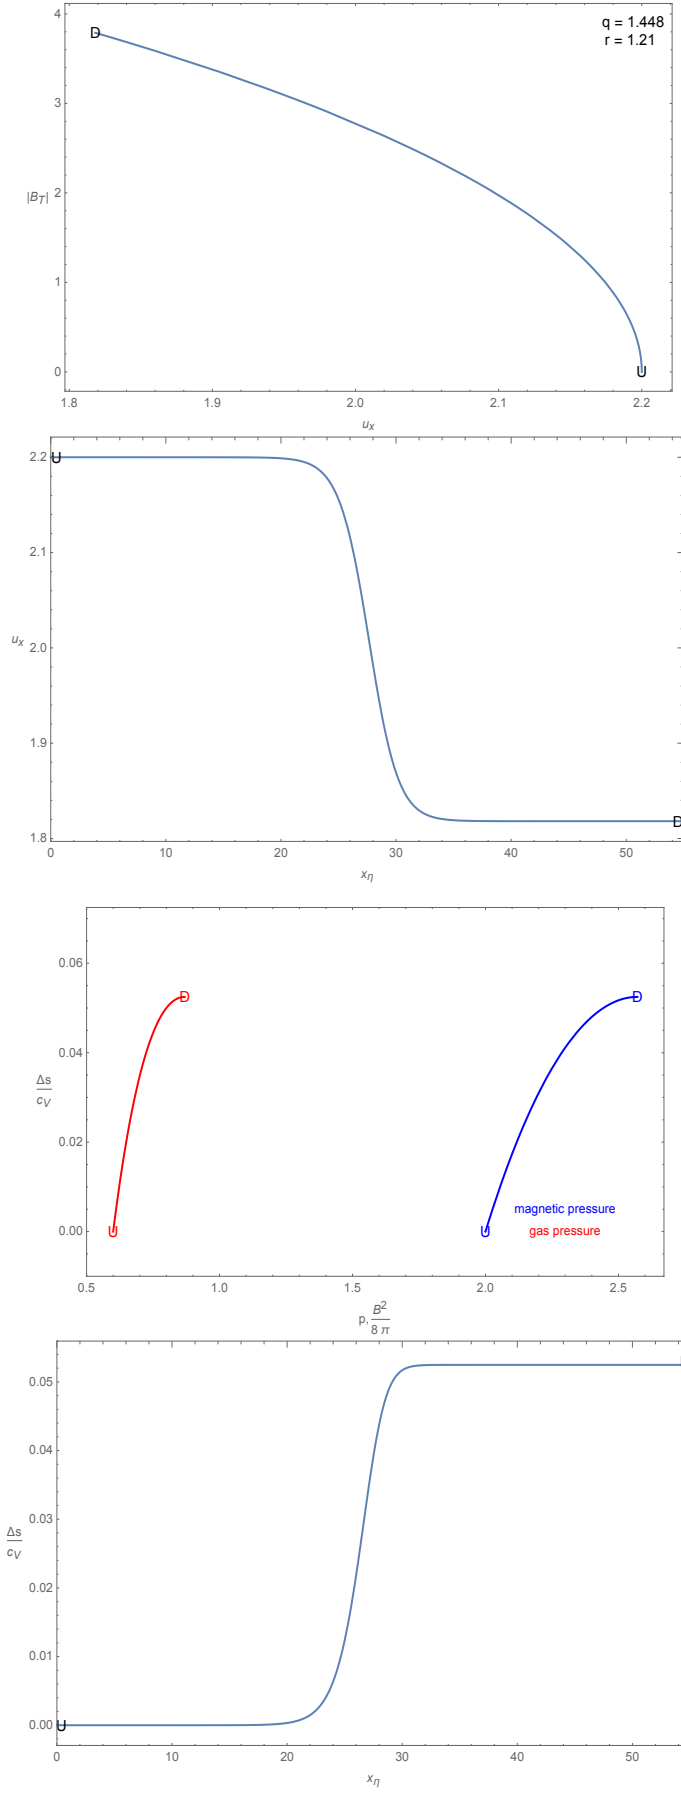 4
D
q = 1.448
r = 1.21
3
|B_T|
2
1
0
U
1.8 1.9 2.0 2.1 2.2
u_x
2.2
U
2.1
u_x
2.0
1.9
1.8
D
0 10 20 30 40 50
x_η
0.06
D D
0.04
Δs
c_V
0.02
magnetic pressure
0.00
U U
gas pressure
0.5 1.0 1.5 2.0 2.5
p, B^2
8 π
0.05
0.04
0.03
Δs
c_V
0.02
0.01
0.00
U
0 10 20 30 40 50
x_η